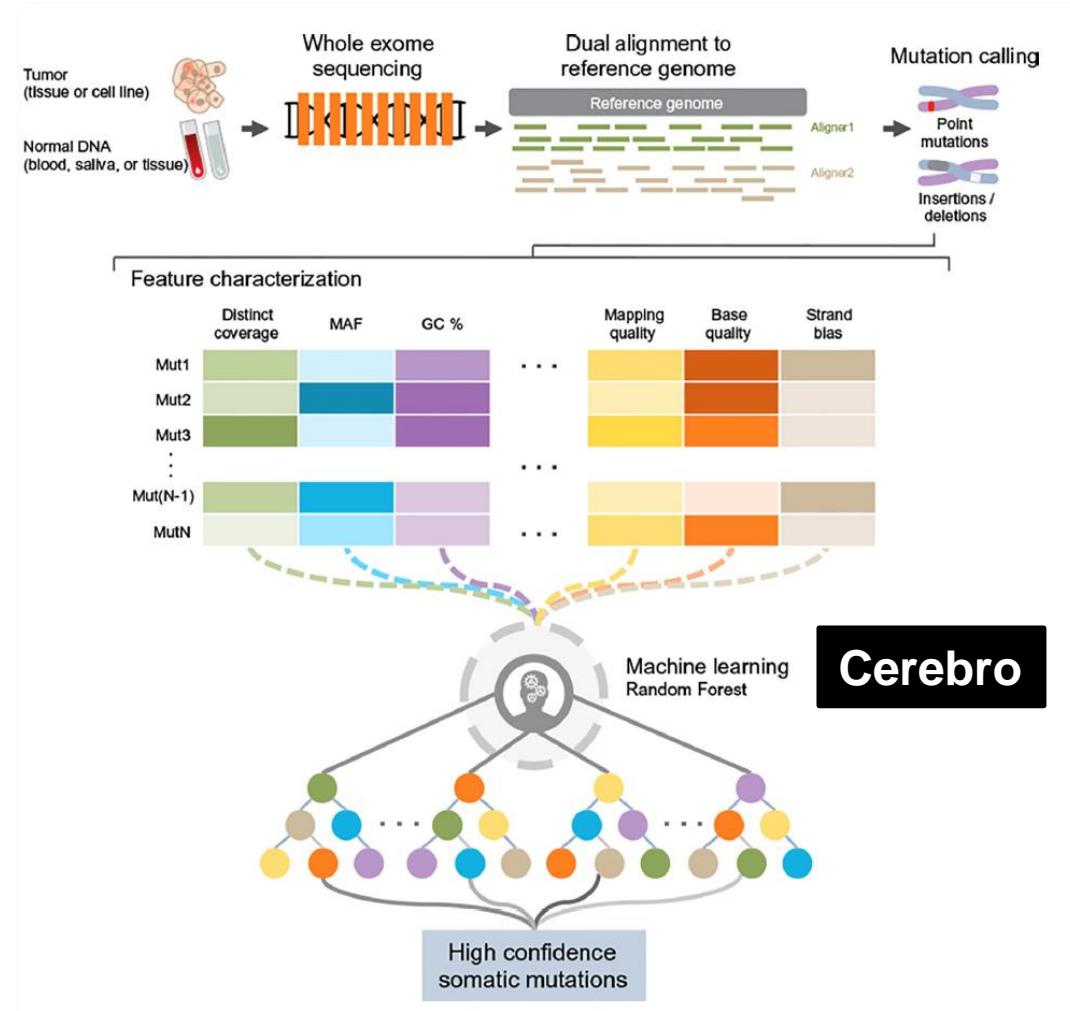 Tumor
(tissue or cell line)
Normal DNA
(blood, saliva, or tissue)
Whole exome
sequencing
Dual alignment to
reference genome
Reference genome
Aligner1
Aligner2
Mutation calling
Point
mutations
Insertions /
deletions
Feature characterization
Distinct
coverage
MAF
GC %
Mapping
quality
Base
quality
Strand
bias
Mut1
. . .
Mut2
Mut3
. . .
Mut(N-1)
MutN
. . .
Machine learning
Random Forest
Cerebro
High confidence
somatic mutations